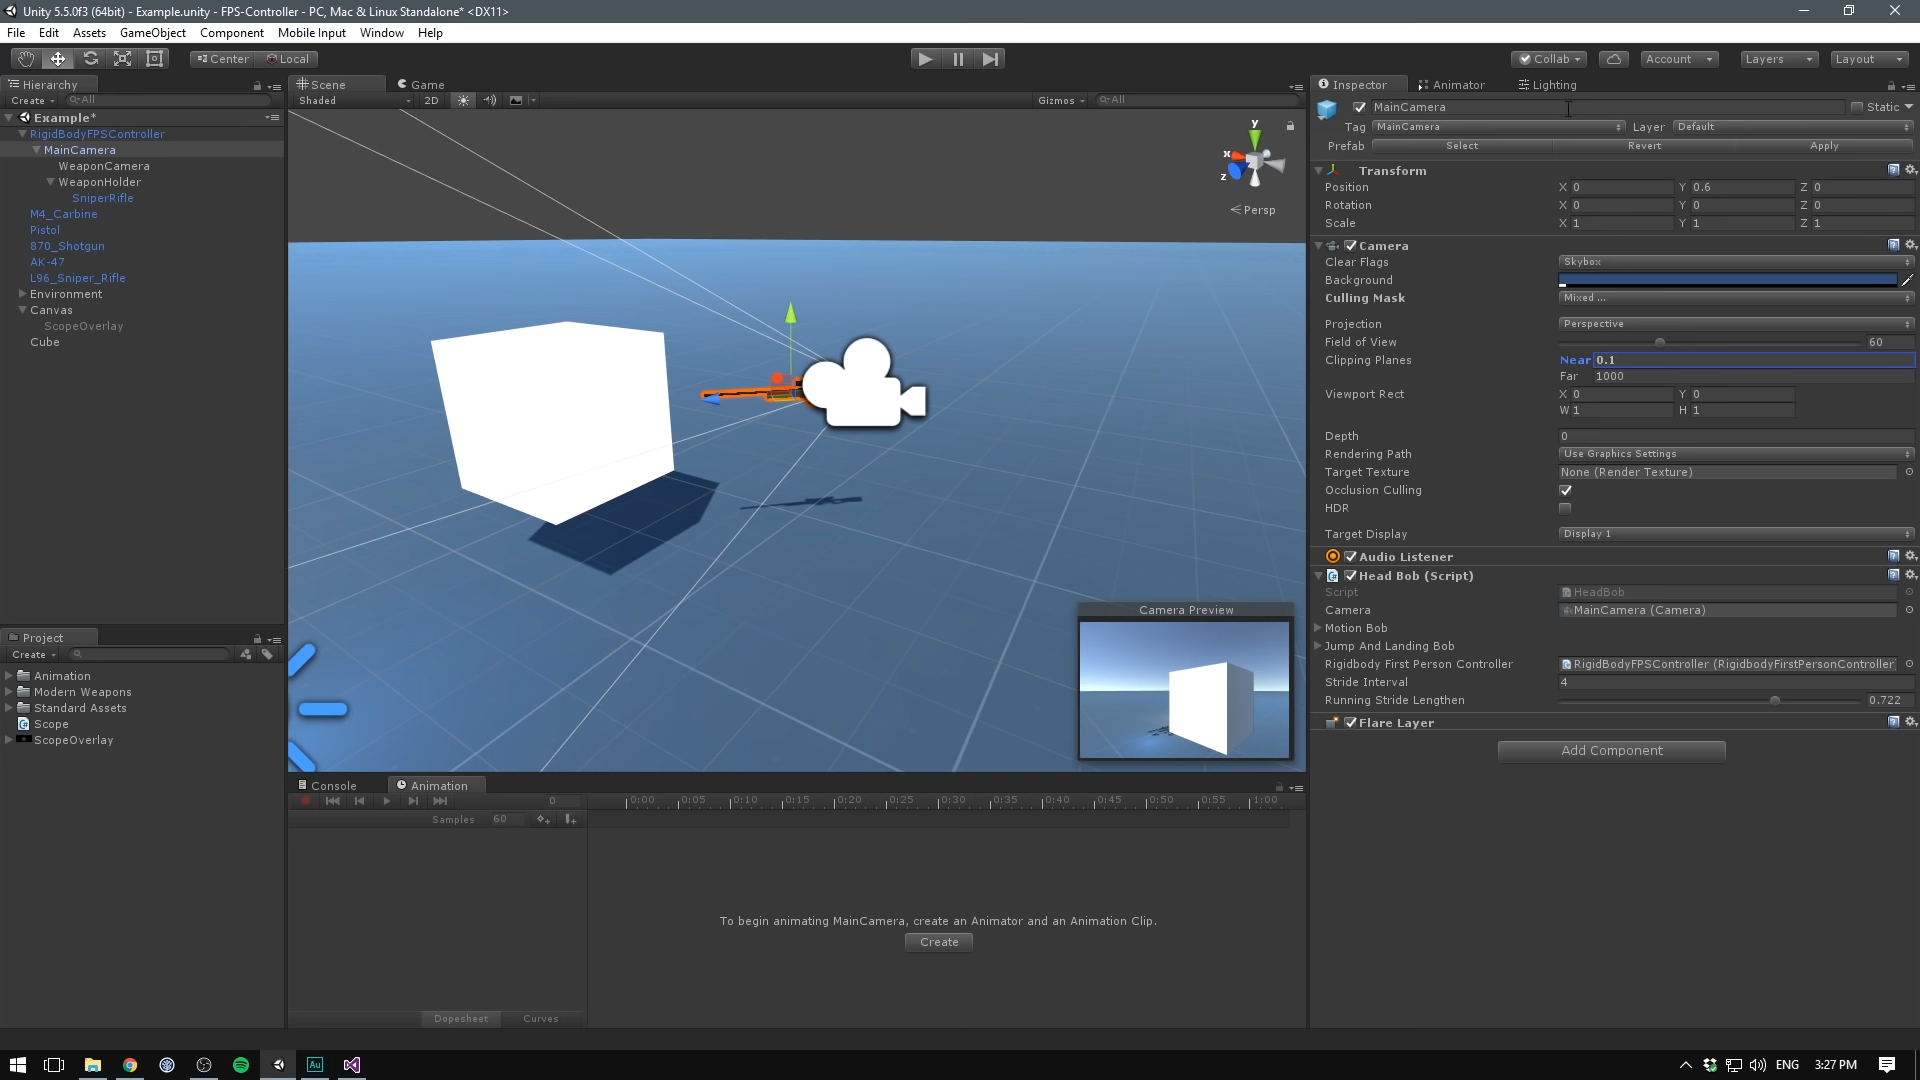 Unity 5.5.0f3 (64bit) - Example.unity - FPS-Controller - PC, Mac & Linux Standalone* <DX11>
File Edit Assets GameObject Component Mobile Input Window Help
Center Local
Collab Account Layers Layout
Hierarchy
Create All
Example*
RigidBodyFPSController
MainCamera
WeaponCamera
WeaponHolder
SniperRifle
M4_Carbine
Pistol
870_Shotgun
AK-47
L96_Sniper_Rifle
Environment
Canvas
ScopeOverlay
Cube
Project
Create
Animation
Modern Weapons
Standard Assets
Scope
ScopeOverlay
Scene Game
Shaded 2D Gizmos All
y
x
z
Persp
Camera Preview
Console Animation
0 0:00 0:05 0:10 0:15 0:20 0:25 0:30 0:35 0:40 0:45 0:50 0:55 1:00
Samples 60
To begin animating MainCamera, create an Animator and an Animation Clip.
Create
Dopesheet Curves
Inspector Animator Lighting
MainCamera Static
Tag MainCamera Layer Default
Prefab Select Revert Apply
Transform
Position X 0 Y 0.6 Z 0
Rotation X 0 Y 0 Z 0
Scale X 1 Y 1 Z 1
Camera
Clear Flags Skybox
Background
Culling Mask Mixed ...
Projection Perspective
Field of View 60
Clipping Planes Near 0.1
Far 1000
Viewport Rect X 0 Y 0
W 1 H 1
Depth 0
Rendering Path Use Graphics Settings
Target Texture None (Render Texture)
Occlusion Culling
HDR
Target Display Display 1
Audio Listener
Head Bob (Script)
Script HeadBob
Camera MainCamera (Camera)
Motion Bob
Jump And Landing Bob
Rigidbody First Person Controller RigidBodyFPSController (RigidbodyFirstPersonController
Stride Interval 4
Running Stride Lengthen 0.722
Flare Layer
Add Component
Au
ENG 3:27 PM